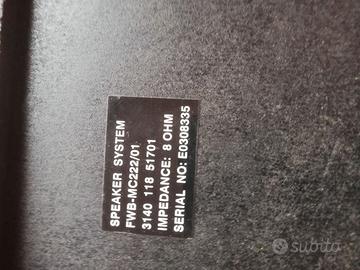 SPEAKER SYSTEM
FWB-MC222/01
3140 118 51701
IMPEDANCE: 8 OHM
SERIAL NO: E0308335
subito